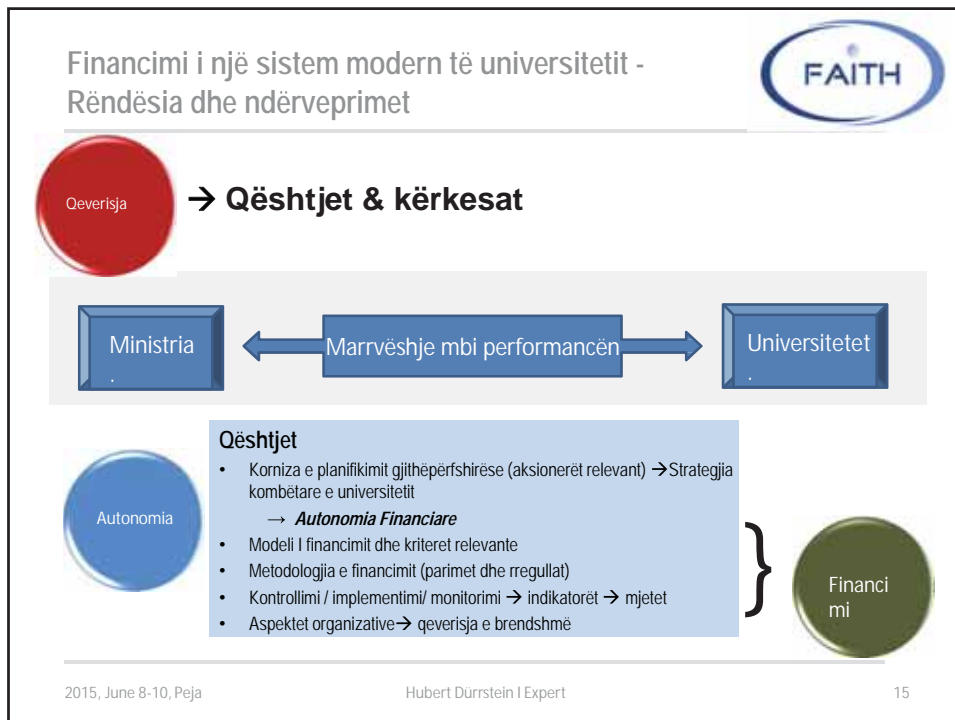 Financimi i një sistem modern të universitetit -
Rëndësia dhe ndërveprimet
FAITH
Qeverisja
→ Qështjet & kërkesat
Ministria
.
Marrvëshje mbi performancën
Universitetet
.
Autonomia
Qështjet
• Korniza e planifikimit gjithëpërfshirëse (aksionerët relevant) →Strategjia
kombëtare e universitetit
→ Autonomia Financiare
• Modeli I financimit dhe kriteret relevante
• Metodologjia e financimit (parimet dhe rregullat)
• Kontrollimi / implementimi/ monitorimi → indikatorët → mjetet
• Aspektet organizative→ qeverisja e brendshmë
}
Financi
mi
2015, June 8-10, Peja
Hubert Dürrstein I Expert
15